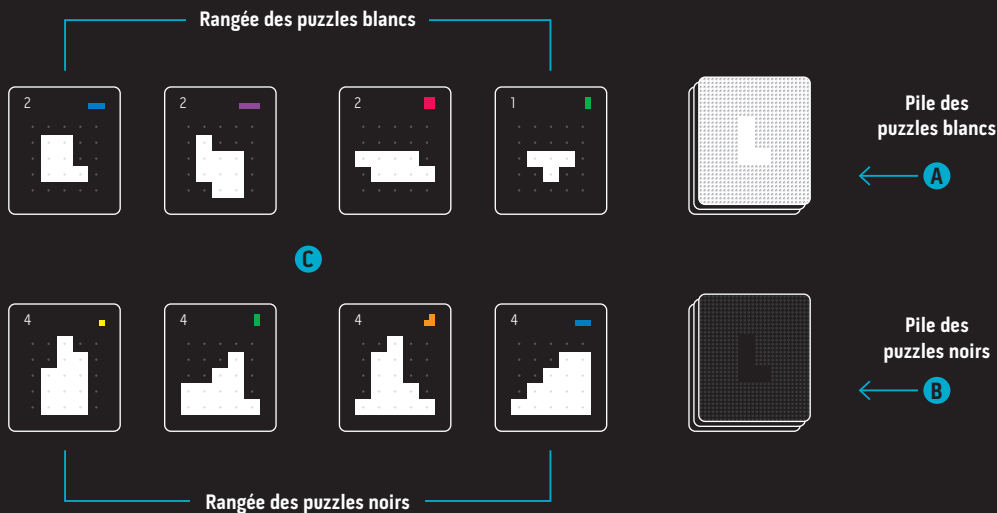 Rangée des puzzles blancs
2
2
2
1
Pile des
puzzles blancs
A
C
4
4
4
4
Pile des
puzzles noirs
B
Rangée des puzzles noirs